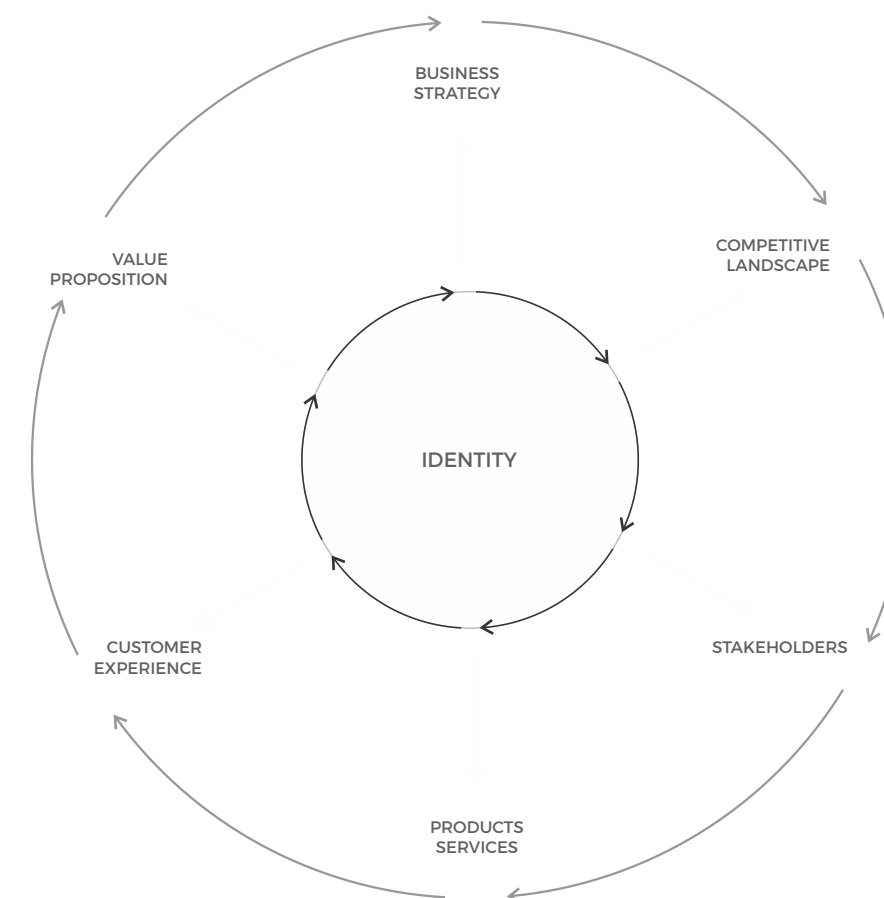 BUSINESS
STRATEGY
COMPETITIVE
LANDSCAPE
VALUE
PROPOSITION
IDENTITY
CUSTOMER
EXPERIENCE
STAKEHOLDERS
PRODUCTS
SERVICES